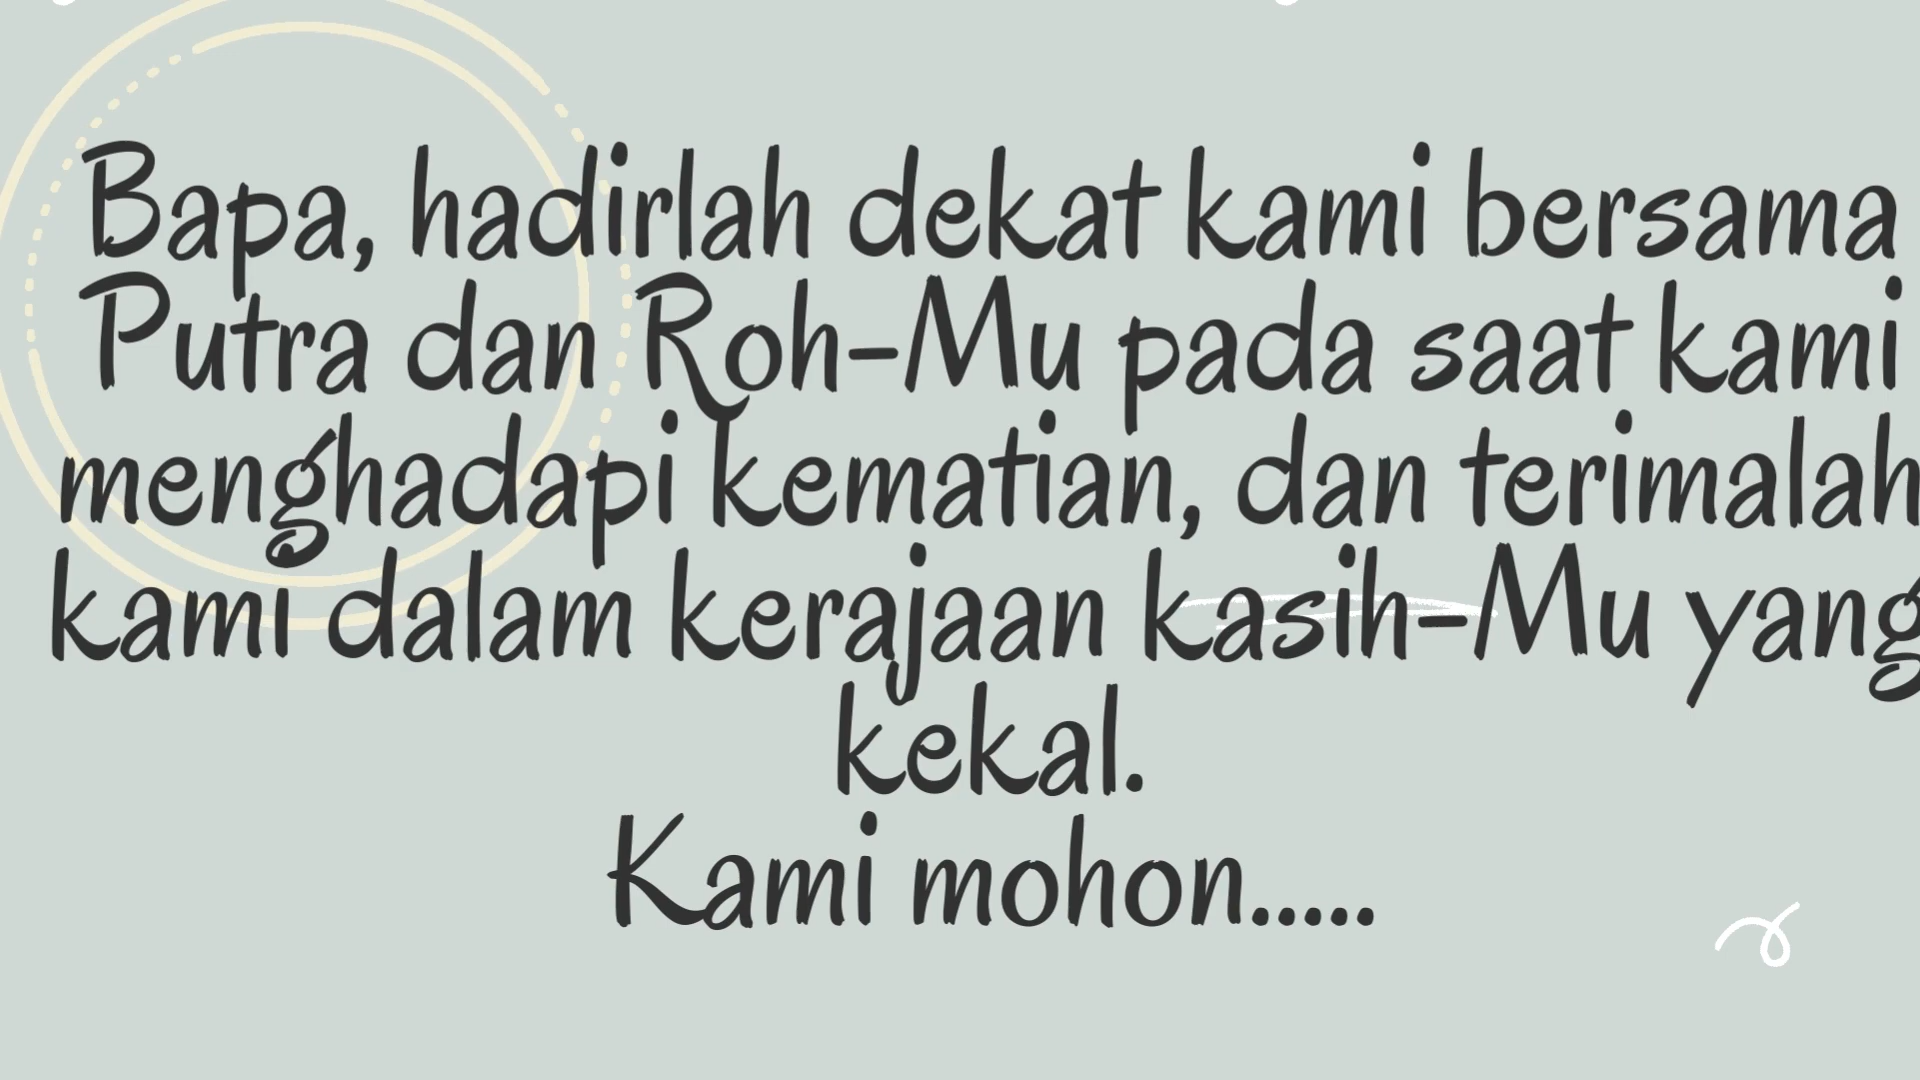 Bapa, hadirlah dekat kami bersama
Putra dan Roh-Mu pada saat kami
menghadapi kematian, dan terimalah
kami dalam kerajaan kasih-Mu yang
kekal.
Kami mohon.....